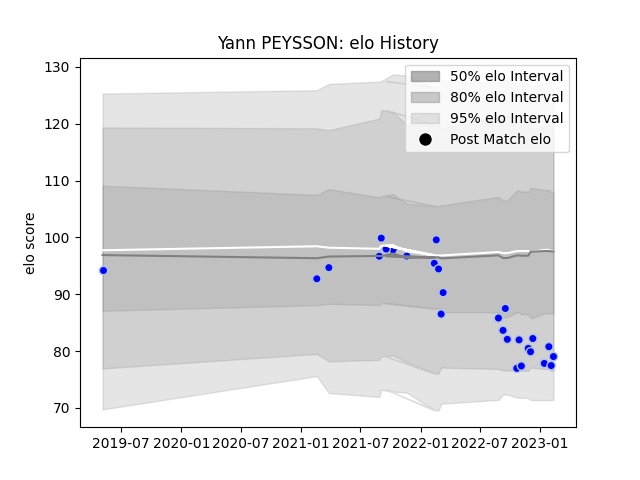 Yann PEYSSON: elo History
130
120
110
100
90
80
70
elo score
50% elo Interval
80% elo Interval
95% elo Interval
Post Match elo
2019-07 2020-01 2020-07 2021-01 2021-07 2022-01 2022-07 2023-01